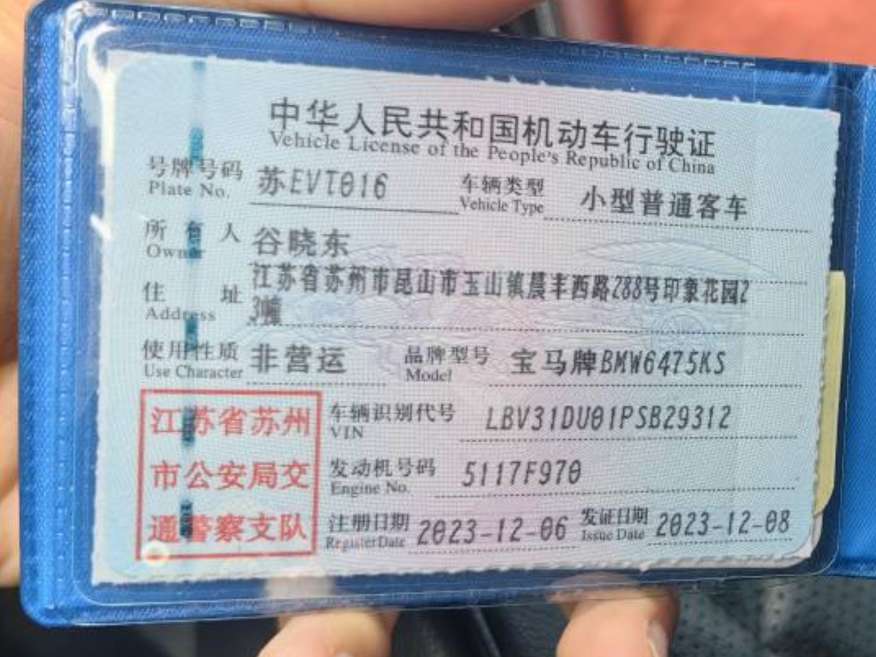 中华人民共和国机动车行驶证
Vehicle License of the People's Republic of China
号牌号码 苏EVT016 车辆类型 小型普通客车
Plate No. Vehicle Type
所有人 谷晓东
Owner
住址 江苏省苏州市昆山市玉山镇晨丰西路288号印象花园2
Address 3幢
使用性质 非营运 品牌型号 宝马牌BMW6475KS
Use Character Model
江苏省苏州 车辆识别代号 LBV31DU01PSB29312
VIN
市公安局交 发动机号码 5117F970
Engine No.
通警察支队 注册日期 2023-12-06 发证日期 2023-12-08
Register Date Issue Date